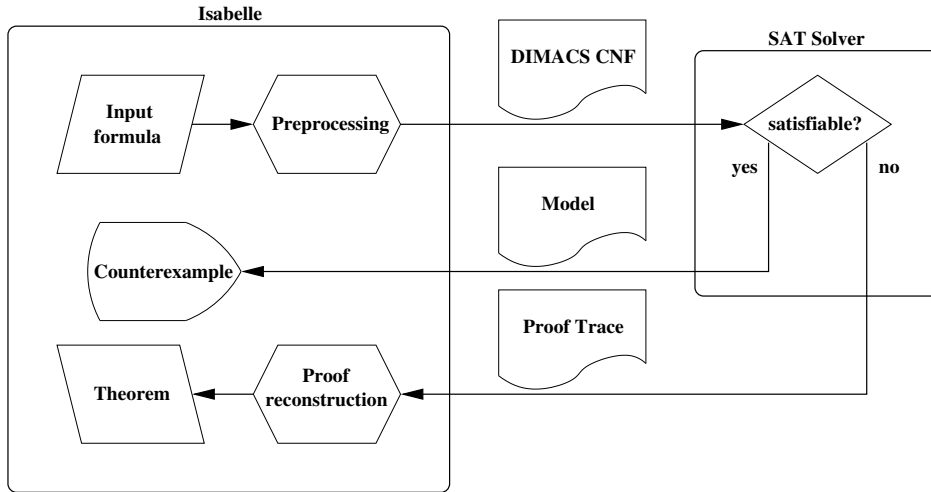 Isabelle
SAT Solver
DIMACS CNF
Input
formula
Preprocessing
satisfiable?
yes
no
Model
Counterexample
Proof Trace
Theorem
Proof
reconstruction